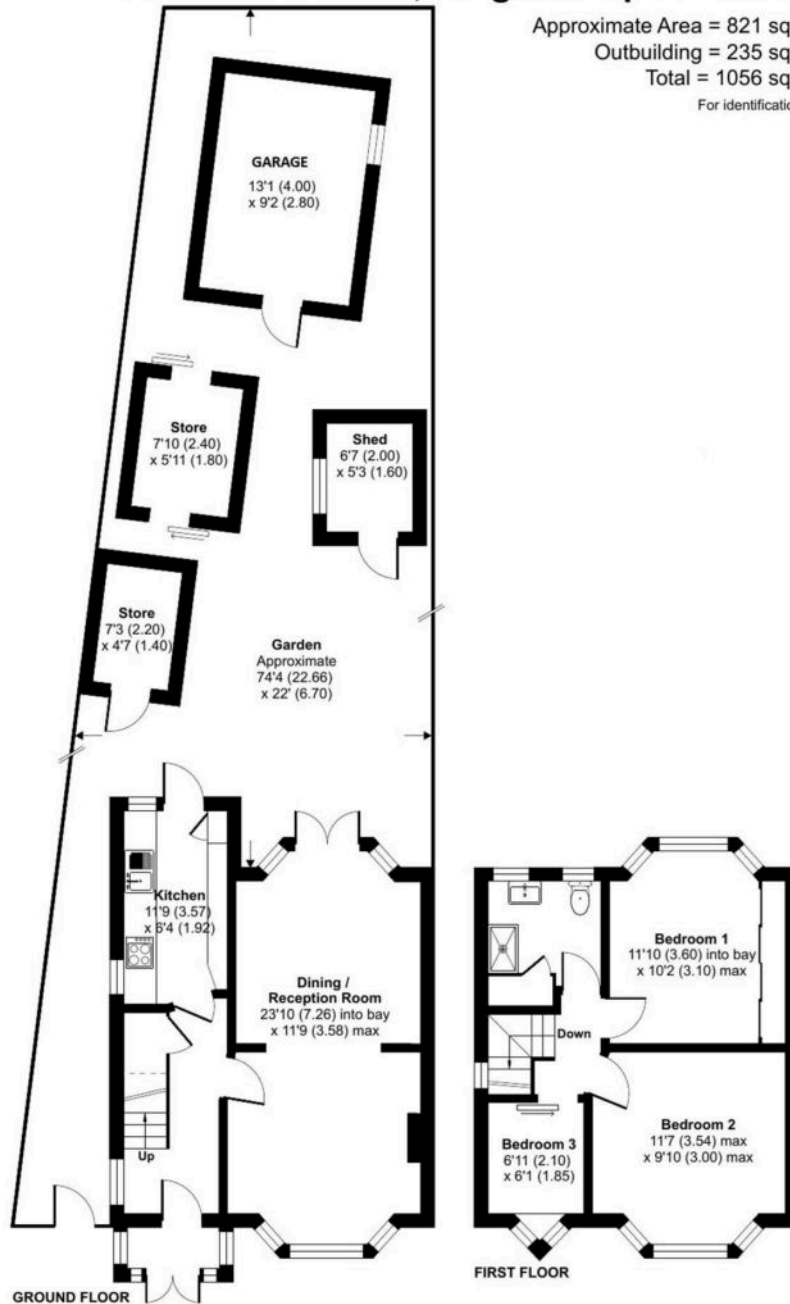 Approximate Area = 821 sq
Outbuilding = 235 sq
Total = 1056 sq
For identificatio
GARAGE
13'1 (4.00)
x 9'2 (2.80)
Store
7'10 (2.40)
x 5'11 (1.80)
Shed
6'7 (2.00)
x 5'3 (1.60)
Store
7'3 (2.20)
x 4'7 (1.40)
Garden
Approximate
74'4 (22.66)
x 22' (6.70)
Kitchen
11'9 (3.57)
x 6'4 (1.92)
Dining /
Reception Room
23'10 (7.26) into bay
x 11'9 (3.58) max
Up
GROUND FLOOR
Bedroom 1
11'10 (3.60) into bay
x 10'2 (3.10) max
Down
Bedroom 2
11'7 (3.54) max
x 9'10 (3.00) max
Bedroom 3
6'11 (2.10)
x 6'1 (1.85)
FIRST FLOOR